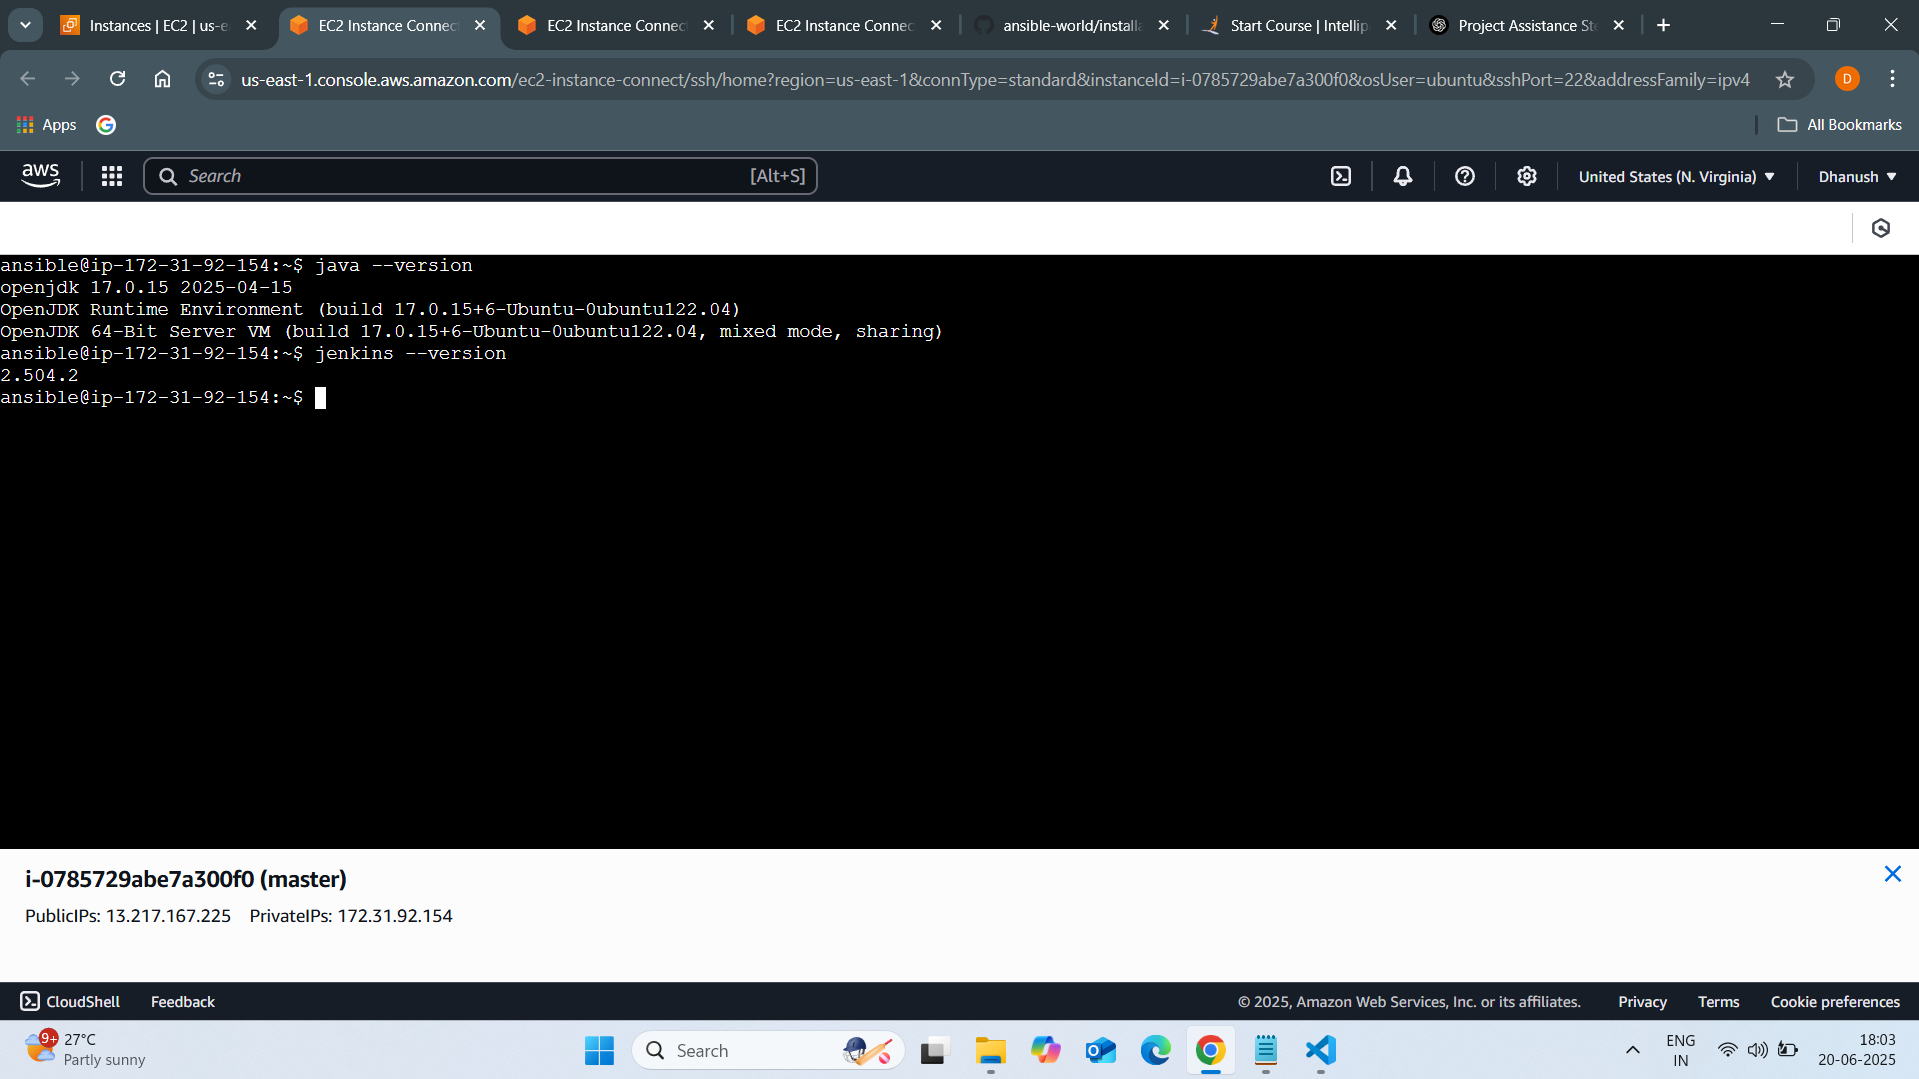 Instances | EC2 | us-e
EC2 Instance Connect
EC2 Instance Connect
EC2 Instance Connec
ansible-world/installa
Start Course | Intellip
Project Assistance Ste
us-east-1.console.aws.amazon.com/ec2-instance-connect/ssh/home?region=us-east-1&connType=standard&instanceId=i-0785729abe7a300f0&osUser=ubuntu&sshPort=22&addressFamily=ipv4
D
Apps
All Bookmarks
aws
Search
[Alt+S]
United States (N. Virginia)
Dhanush
ansible@ip-172-31-92-154:~$ java --version
openjdk 17.0.15 2025-04-15
OpenJDK Runtime Environment (build 17.0.15+6-Ubuntu-0ubuntu122.04)
OpenJDK 64-Bit Server VM (build 17.0.15+6-Ubuntu-0ubuntu122.04, mixed mode, sharing)
ansible@ip-172-31-92-154:~$ jenkins --version
2.504.2
ansible@ip-172-31-92-154:~$
i-0785729abe7a300f0 (master)
PublicIPs: 13.217.167.225 PrivateIPs: 172.31.92.154
CloudShell
Feedback
© 2025, Amazon Web Services, Inc. or its affiliates.
Privacy
Terms
Cookie preferences
9+
27°C
Partly sunny
Search
ENG
IN
18:03
20-06-2025